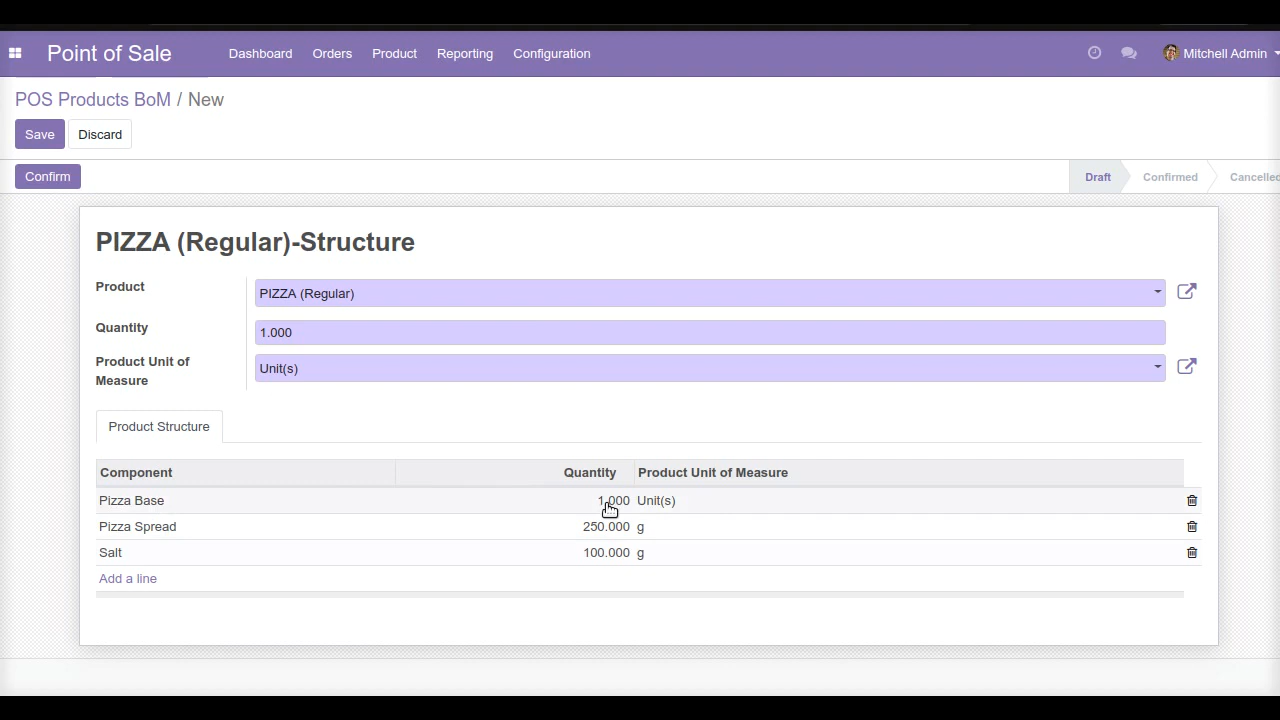 Point of Sale Dashboard Orders Product Reporting Configuration Mitchell Admin
POS Products BoM / New
Save Discard
Confirm Draft Confirmed Cancelled
PIZZA (Regular)-Structure
Product PIZZA (Regular)
Quantity 1.000
Product Unit of Measure Unit(s)
Product Structure
Component Quantity Product Unit of Measure
Pizza Base 1.000 Unit(s)
Pizza Spread 250.000 g
Salt 100.000 g
Add a line